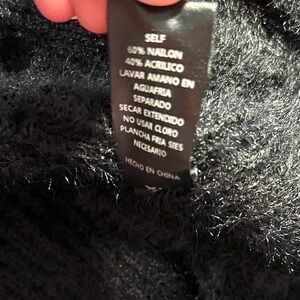 SELF
60% NAILON
40% ACRILICO
LAVAR AMANO EN
AGUAFRIA
SEPARADO
SECAR EXTENDIDO
NO USAR CLORO
PLANCHA FRIA SIES
NECESARIO
HECHO EN CHINA